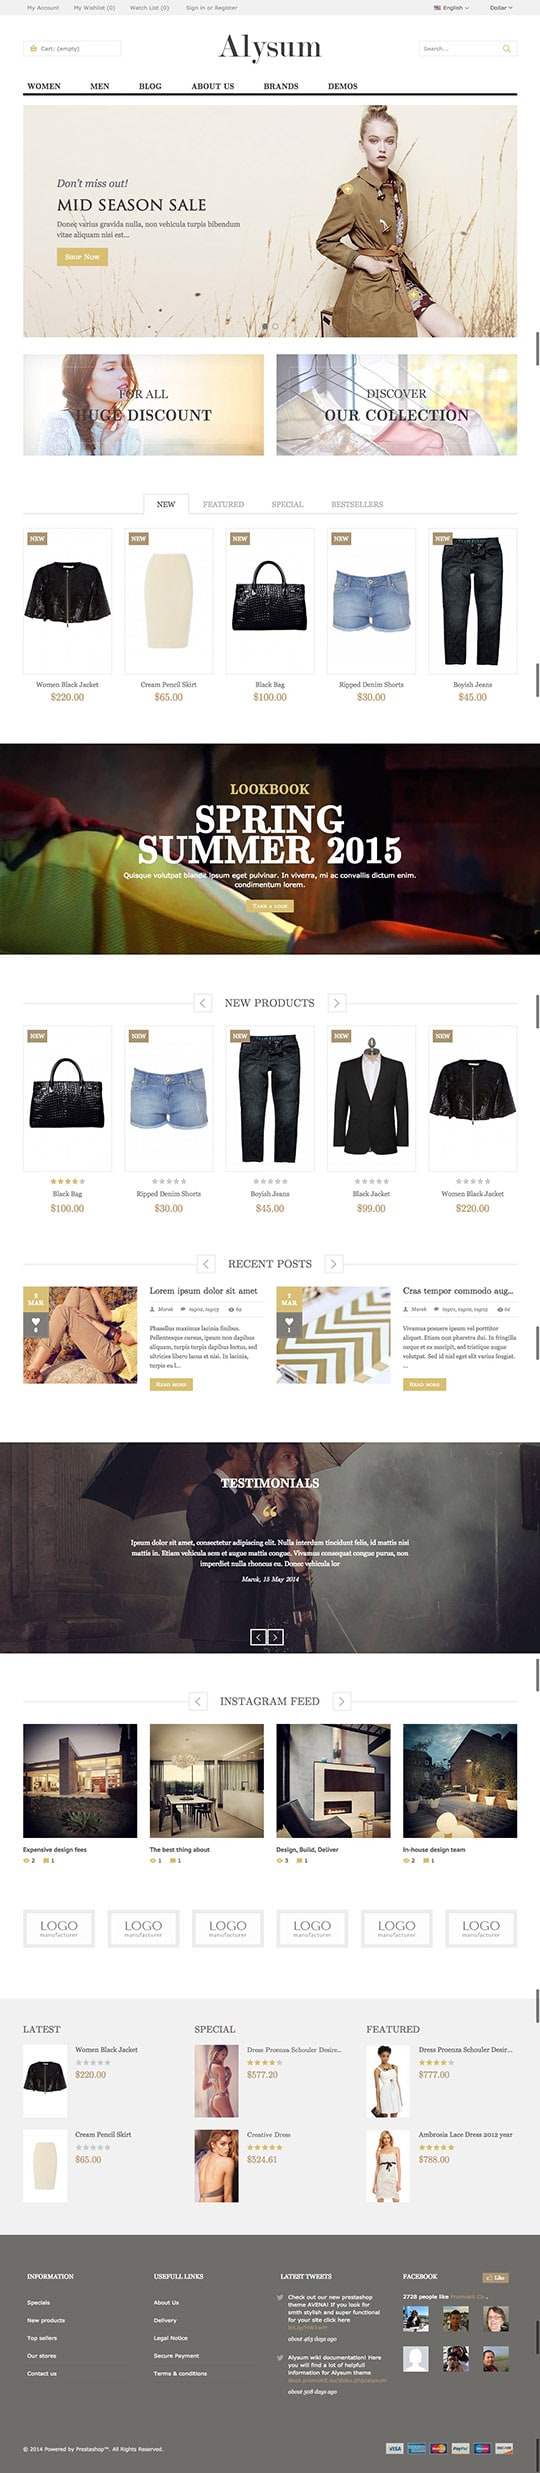 My Account My Wishlist (0) Watch List (0) Sign in or Register English Dollar
Cart: (empty)
Alysum
Search...
WOMEN MEN BLOG ABOUT US BRANDS DEMOS
Don't miss out!
MID SEASON SALE
Donec varius gravida nulla, non vehicula turpis bibendum
vitae aliquam nisi est...
Shop Now
FOR ALL
HUGE DISCOUNT
DISCOVER
OUR COLLECTION
NEW FEATURED SPECIAL BESTSELLERS
NEW NEW NEW NEW NEW
Women Black Jacket Cream Pencil Skirt Black Bag Ripped Denim Shorts Boyish Jeans
$220.00 $65.00 $100.00 $30.00 $45.00
LOOKBOOK
SPRING
SUMMER 2015
Quisque volutpat blandit ipsum eget pulvinar. In viverra, mi ac convallis dictum enim.
condimentum lorem.
Take a look
NEW PRODUCTS
NEW NEW NEW NEW NEW
Black Bag Ripped Denim Shorts Boyish Jeans Black Jacket Women Black Jacket
$100.00 $30.00 $45.00 $99.00 $220.00
RECENT POSTS
3
MAR
6
Lorem ipsum dolor sit amet
Marek tag01, tag03 69
Phasellus maximus lacinia finibus.
Pellentesque cursus, ipsum non dapibus
aliquam, turpis turpis dapibus lectus, sed
ultricies libero lacus et nisi. In lacinia,
turpis eu l...
Read more
3
MAR
1
Cras tempor commodo aug...
Marek tag01, tag02, tag03 62
Vivamus posuere ipsum vel porttitor
aliquet. Etiam non pharetra dui. In fringilla
neque et ex suscipit, sed tristique augue
volutpat. Sed id nisl eget elit varius feugiat.
...
Read more
TESTIMONIALS
Ipsum dolor sit amet, consectetur adipiscing elit. Nulla interdum tincidunt felis, id mattis nisi
mattis in. Etiam vehicula sem et augue mattis congue. Vivamus consequat congue purus, non
imperdiet nulla rhoncus eu. Donec vehicula lor
Marek, 15 May 2014
INSTAGRAM FEED
Expensive design fees The best thing about Design, Build, Deliver In-house design team
2 1 1 1 3 1 2 1
LOGO LOGO LOGO LOGO LOGO LOGO
manufacturer manufacturer manufacturer manufacturer manufacturer manufacturer
LATEST
Women Black Jacket
$220.00
Cream Pencil Skirt
$65.00
SPECIAL
Dress Proenza Schouler Desire...
$577.20
Creative Dress
$524.61
FEATURED
Dress Proenza Schouler Desir...
$777.00
Ambrosia Lace Dress 2012 year
$788.00
INFORMATION
Specials
New products
Top sellers
Our stores
Contact us
USEFULL LINKS
About Us
Delivery
Legal Notice
Secure Payment
Terms & conditions
LATEST TWEETS
Check out our new prestashop
theme AVENA! If you look for
smth stylish and super functional
for your site click here
about 463 days ago
Alysum wiki documentation! Here
you will find a lot of helpfull
information for Alysum theme
docs.promokit.eu/doku.php/alysum
about 508 days ago
FACEBOOK
Like
2728 people like Promokit Co..
© 2014 Powered by Prestashop™. All Rights Reserved.
VISA PayPal DISCOVER